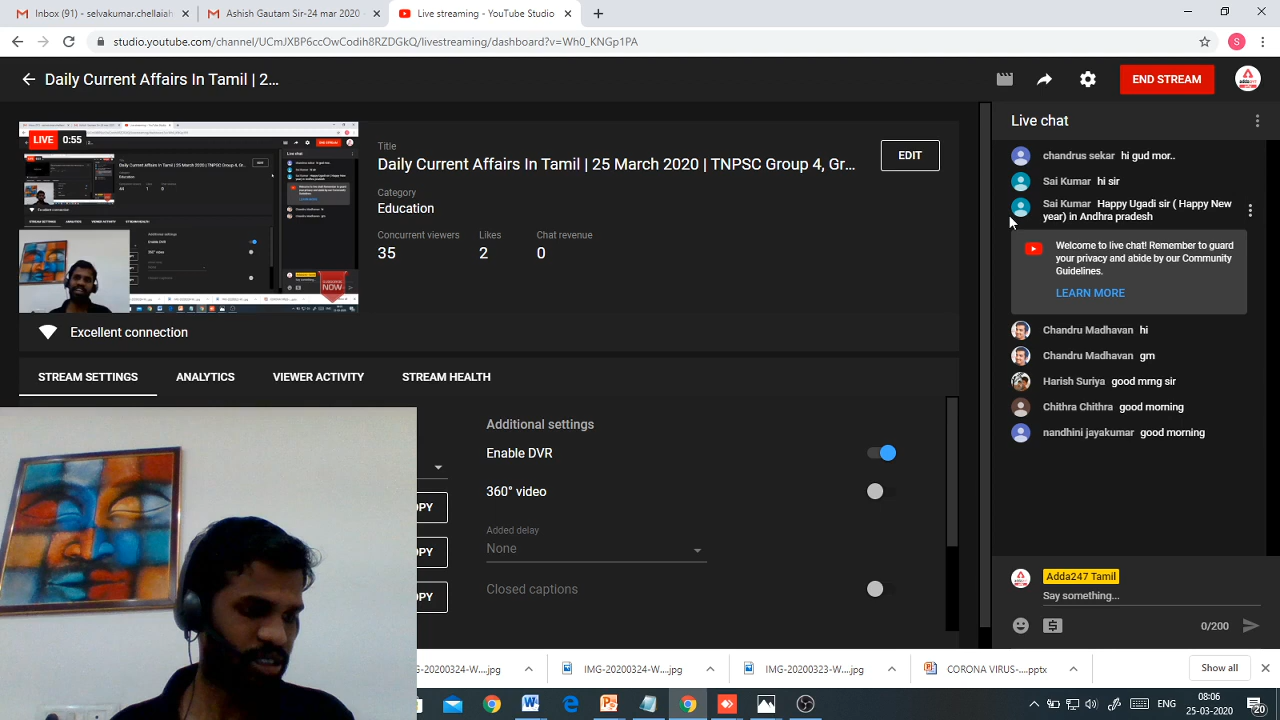 Inbox (91) - selvakumar.chellaiah
Ashish Gautam Sir-24 mar 2020 -
Live streaming - YouTube Studio
studio.youtube.com/channel/UCmJXBP6ccOwCodih8RZDGkQ/livestreaming/dashboard?v=Wh0_KNGp1PA
S
Daily Current Affairs In Tamil | 2...
END STREAM
LIVE 0:55
Title
Daily Current Affairs In Tamil | 25 March 2020 | TNPSC Group 4, Gr...
EDIT
Category
Education
Concurrent viewers Likes Chat revenue
35 2 0
NOW
Excellent connection
STREAM SETTINGS ANALYTICS VIEWER ACTIVITY STREAM HEALTH
Additional settings
Enable DVR
360° video
Added delay
None
Closed captions
OPY
OPY
OPY
Live chat
chandrus sskar hi gud mor..
Sai Kumar hi sir
Sai Kumar Happy Ugadi sir ( Happy New
year) in Andhra pradesh
Welcome to live chat! Remember to guard
your privacy and abide by our Community
Guidelines.
LEARN MORE
Chandru Madhavan hi
Chandru Madhavan gm
Harish Suriya good mrng sir
Chithra Chithra good morning
nandhini jayakumar good morning
Adda247 Tamil
Say something...
0/200
-20200324-W....jpg
IMG-20200324-W....jpg
IMG-20200323-W....jpg
CORONA VIRUS-....pptx
Show all
ENG
08:06
25-03-2020
20